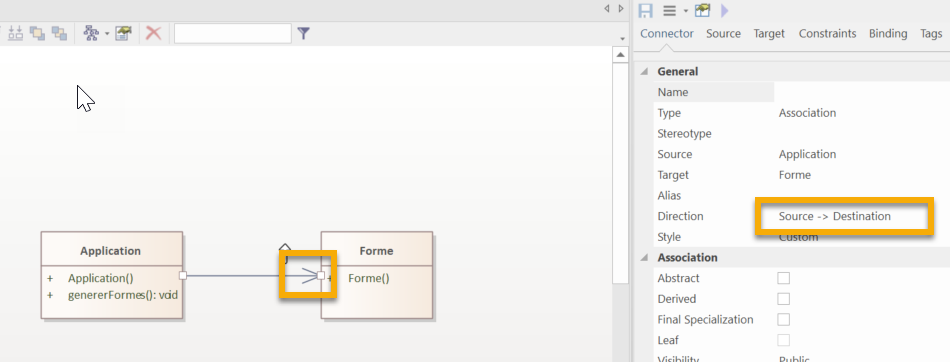 Connector Source Target Constraints Binding Tags
General
Name
Type Association
Stereotype
Source Application
Target Forme
Alias
Direction Source -> Destination
Style Custom
Association
Abstract
Derived
Final Specialization
Leaf
Visibility Public
Application
+ Application()
+ genererFormes(): void
Forme
+ Forme()